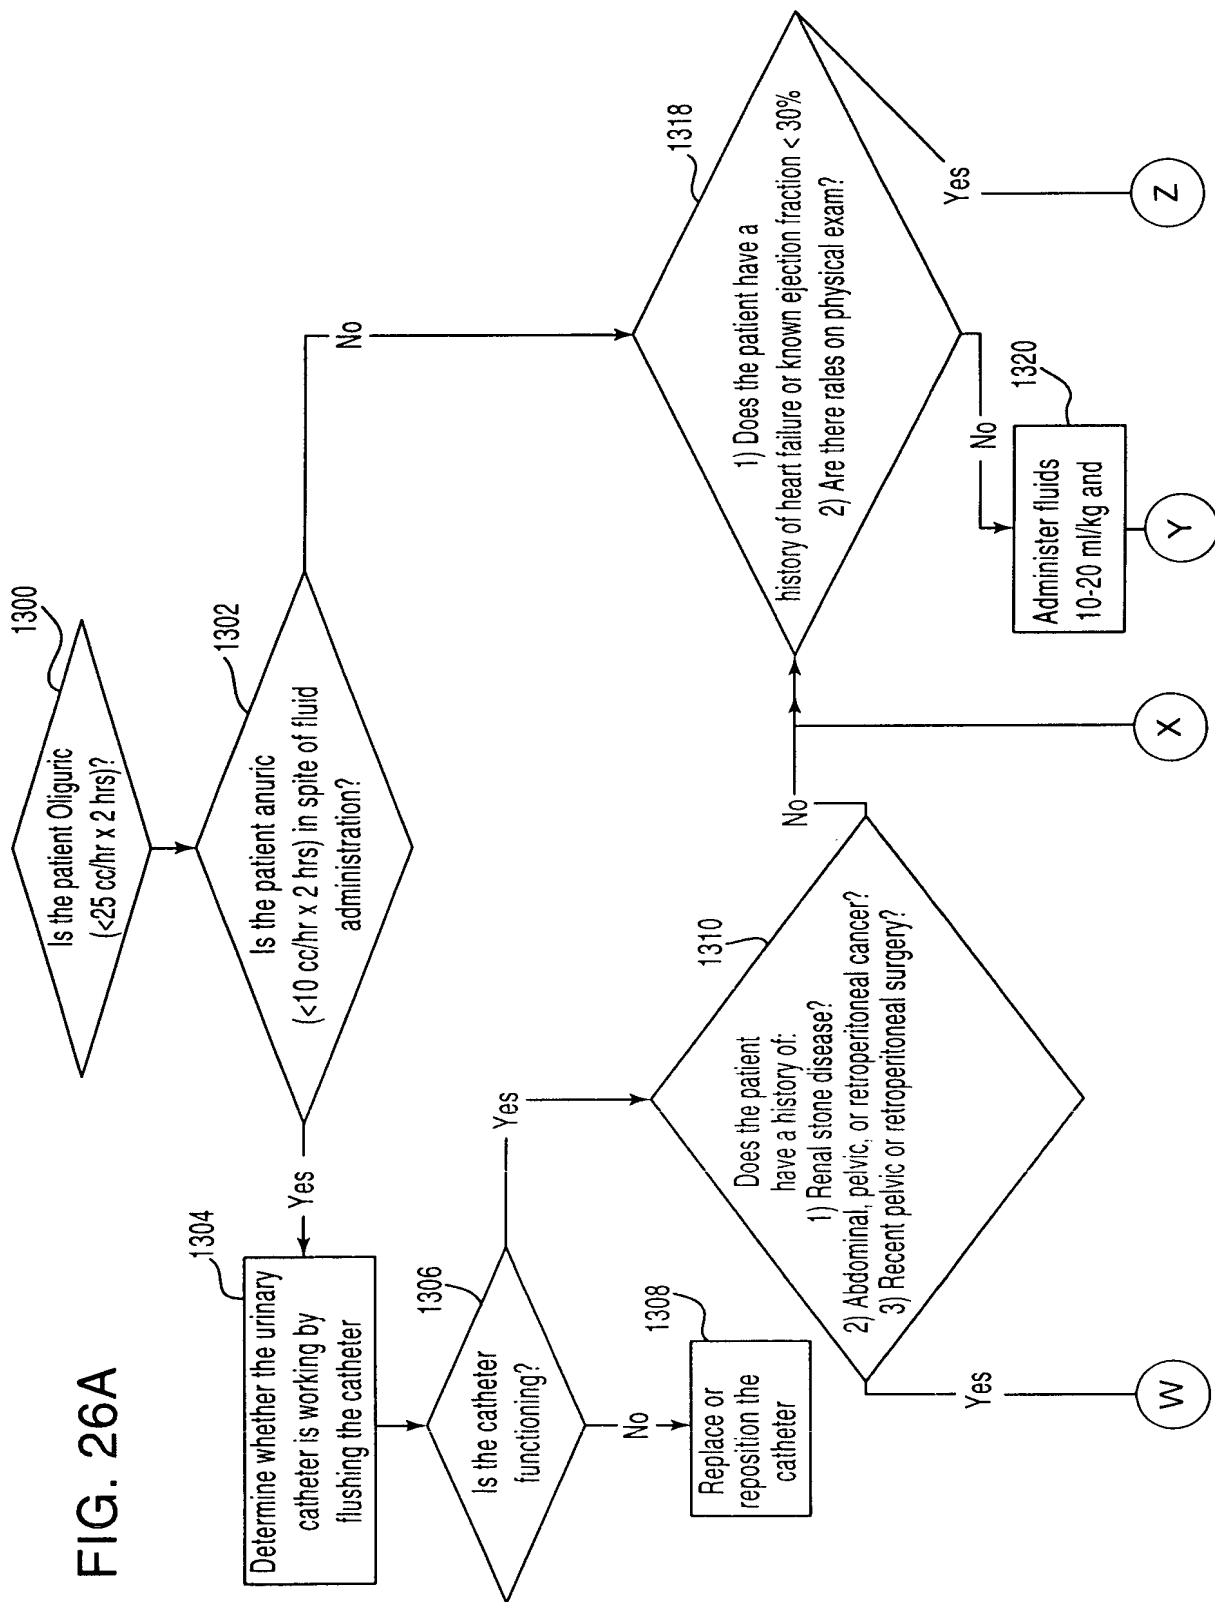 FIG. 26A
1300
Is the patient Oliguric
(<25 cc/hr x 2 hrs)?
1302
Is the patient anuric
(<10 cc/hr x 2 hrs) in spite of fluid
administration?
Yes
No
1304
Determine whether the urinary
catheter is working by
flushing the catheter
1306
Is the catheter
functioning?
Yes
No
1308
Replace or
reposition the
catheter
1310
Does the patient
have a history of:
1) Renal stone disease?
2) Abdominal, pelvic, or retroperitoneal cancer?
3) Recent pelvic or retroperitoneal surgery?
Yes
No
W
X
1318
1) Does the patient have a
history of heart failure or known ejection fraction < 30%
2) Are there rales on physical exam?
No
Yes
1320
Administer fluids
10-20 ml/kg and
Y
Z